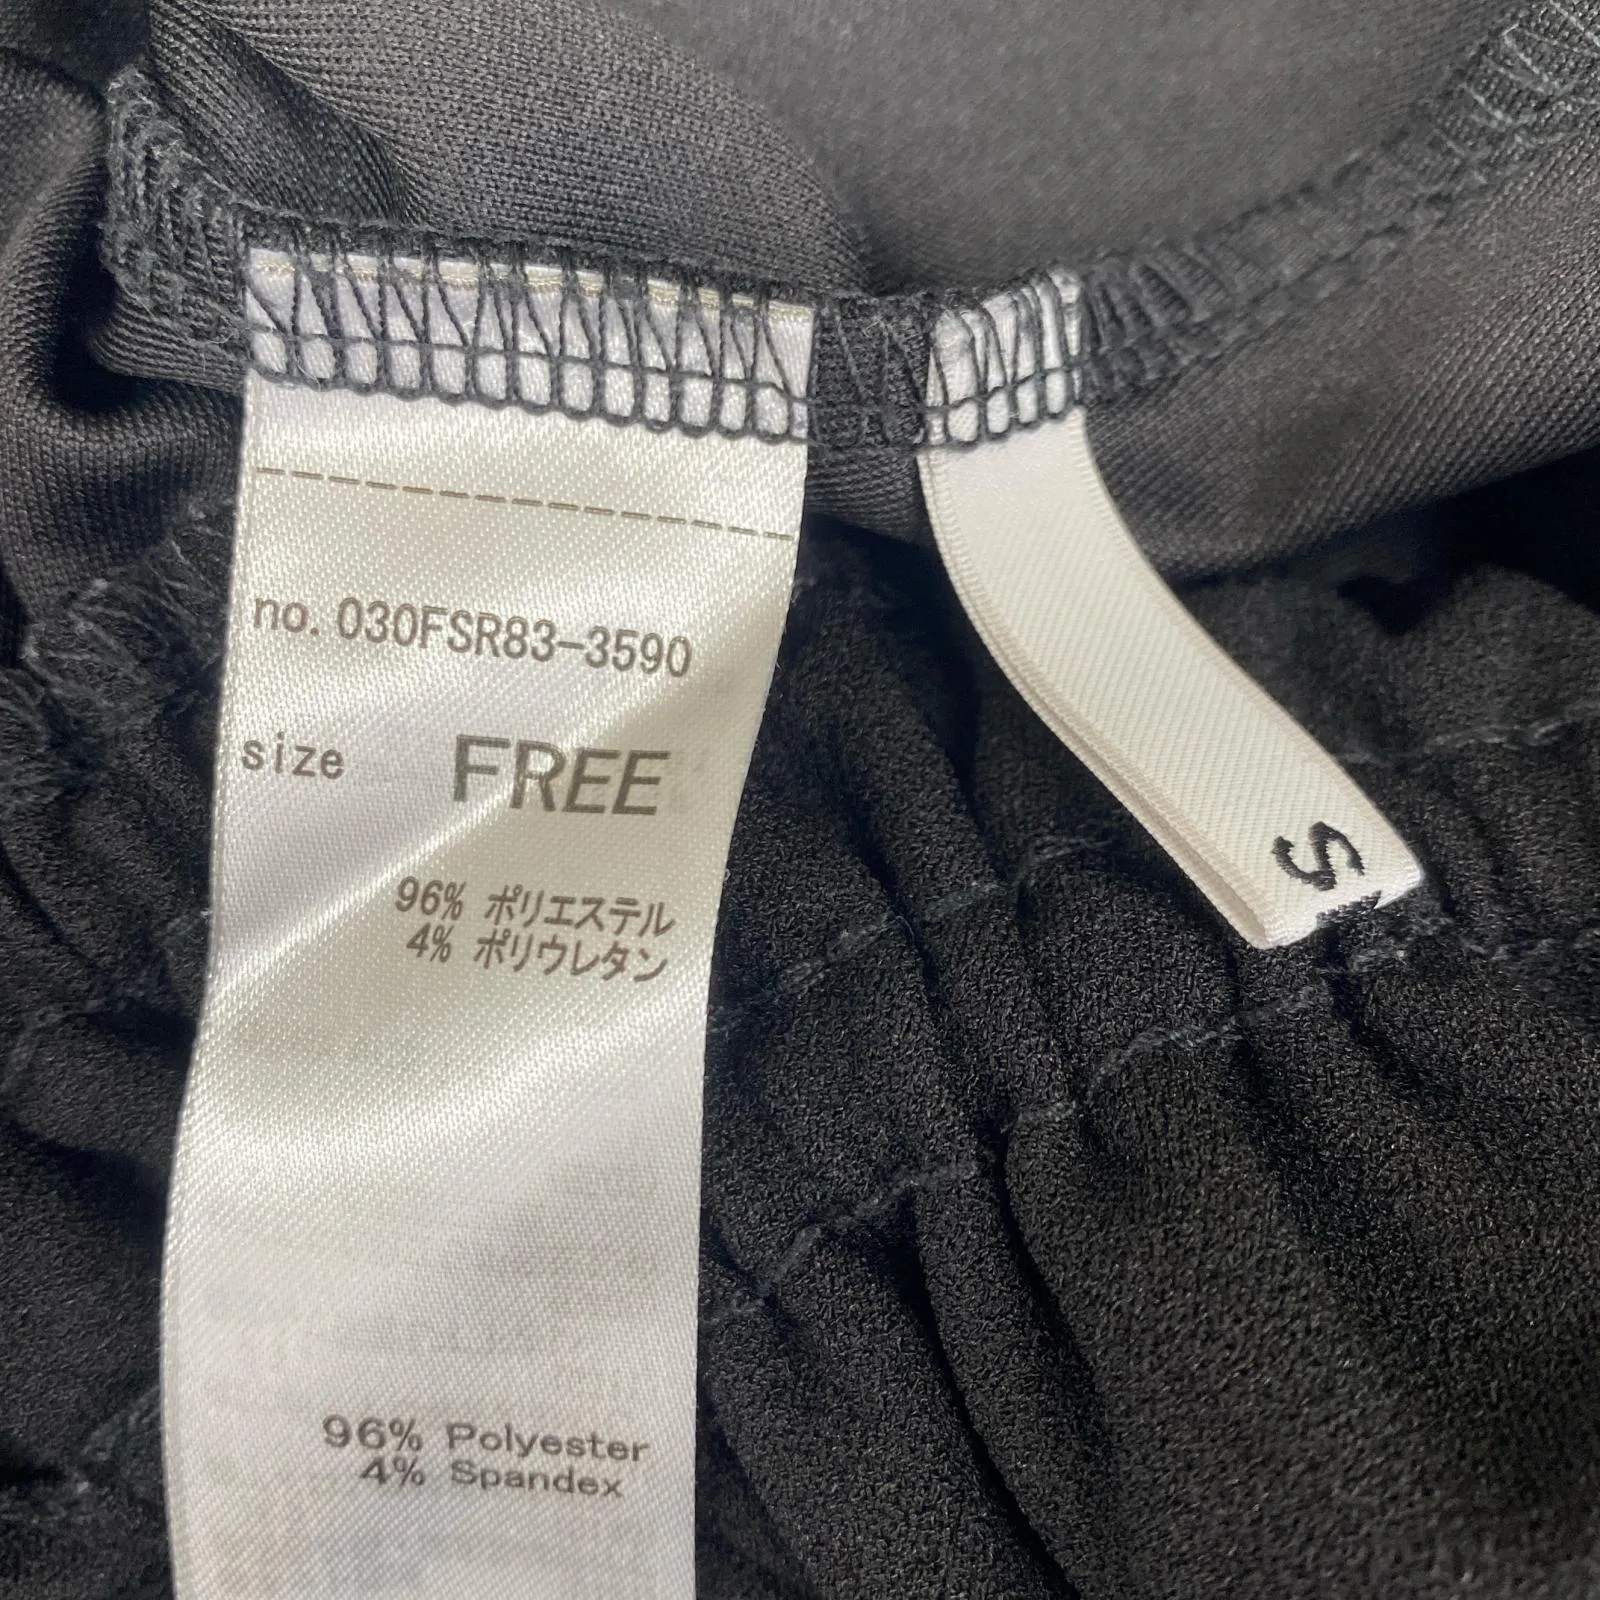 no. 030FSR83-3590
size FREE
96% ポリエステル
4% ポリウレタン
96% Polyester
4% Spandex
S